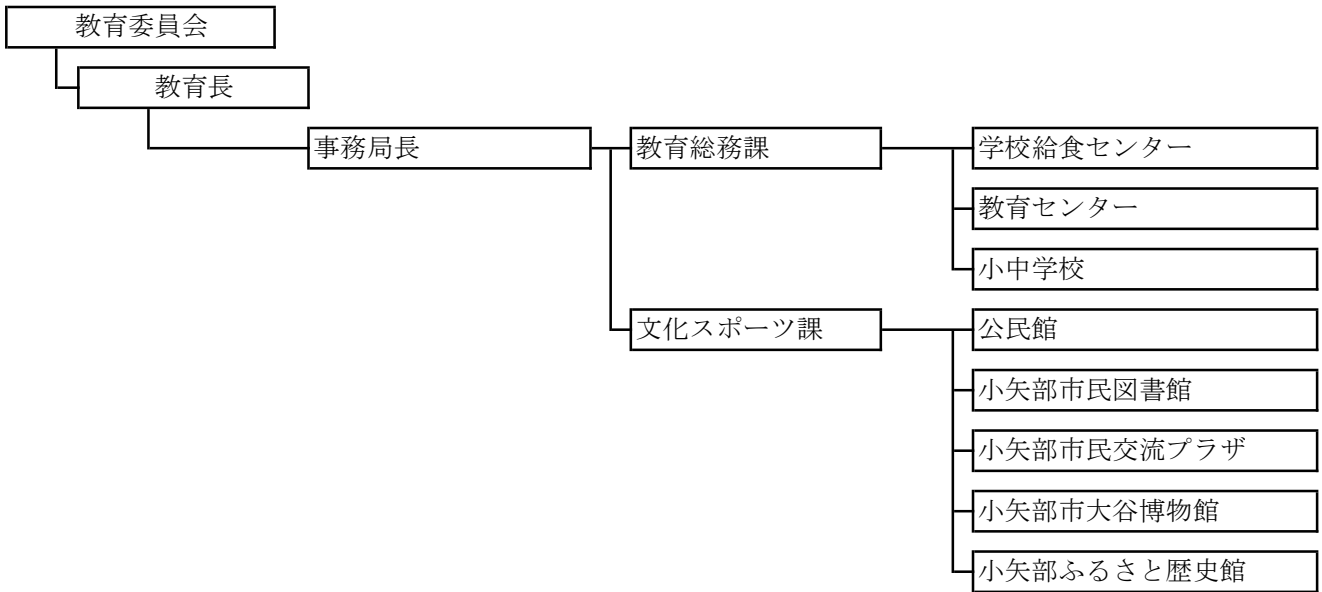 教育委員会
教育長
事務局長
教育総務課
学校給食センター
教育センター
小中学校
文化スポーツ課
公民館
小矢部市民図書館
小矢部市民交流プラザ
小矢部市大谷博物館
小矢部ふるさと歴史館